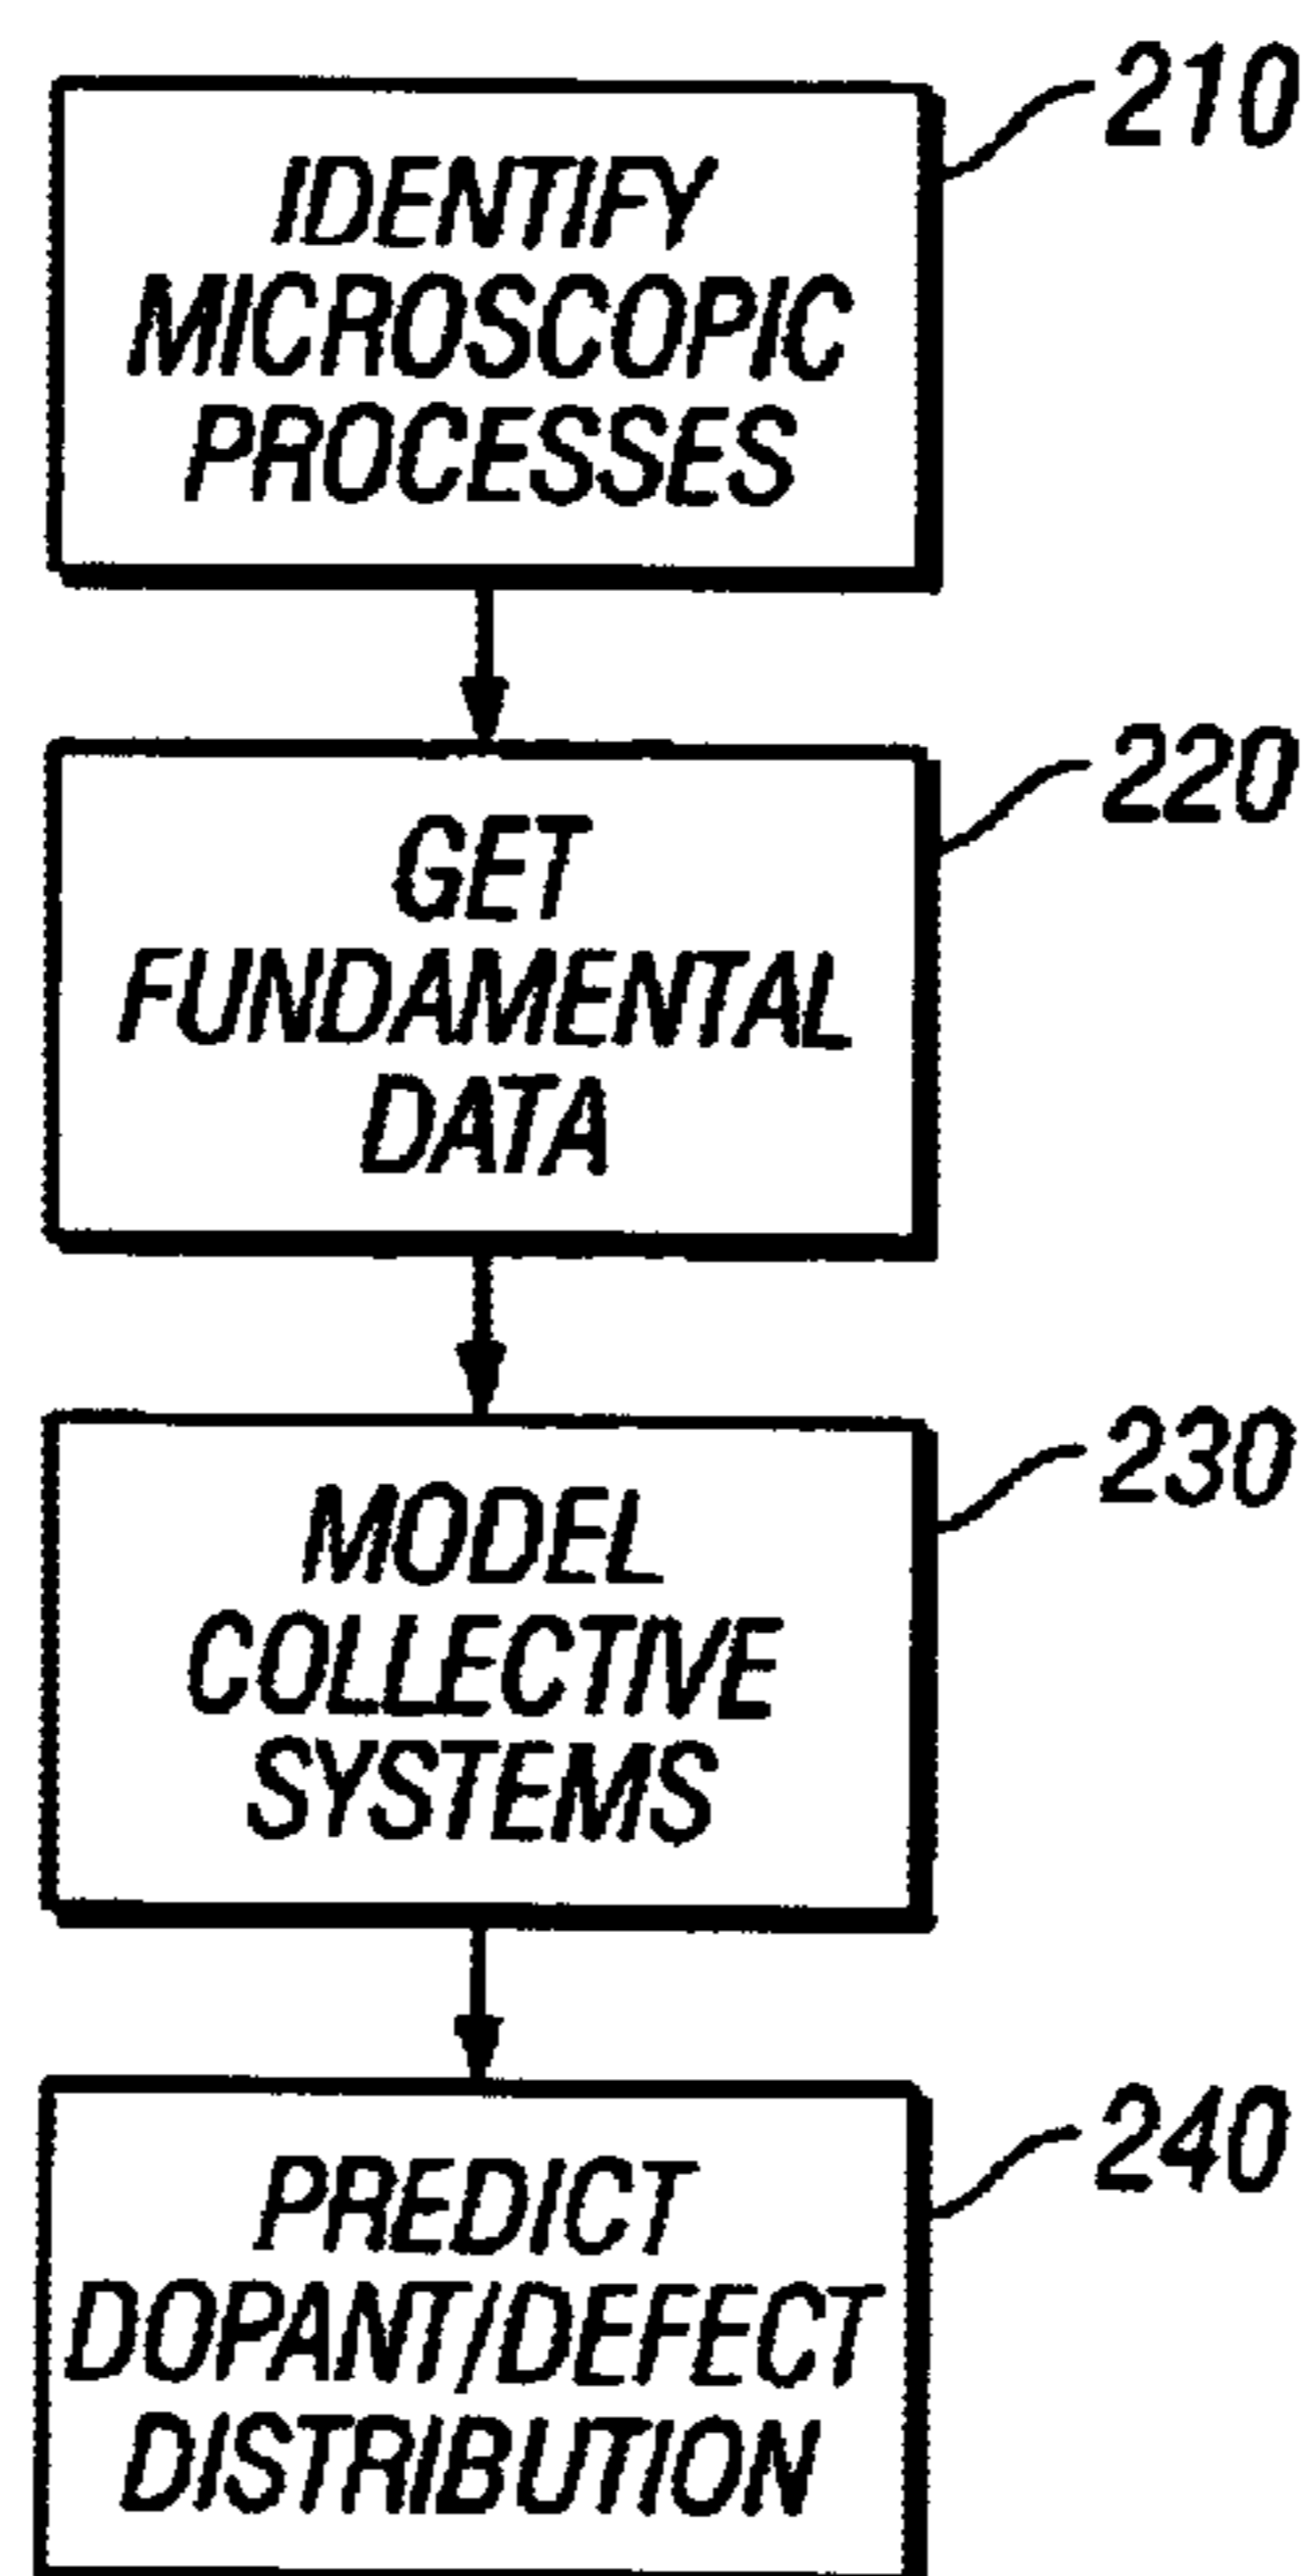 210
IDENTIFY
MICROSCOPIC
PROCESSES
220
GET
FUNDAMENTAL
DATA
230
MODEL
COLLECTIVE
SYSTEMS
240
PREDICT
DOPANT/DEFECT
DISTRIBUTION